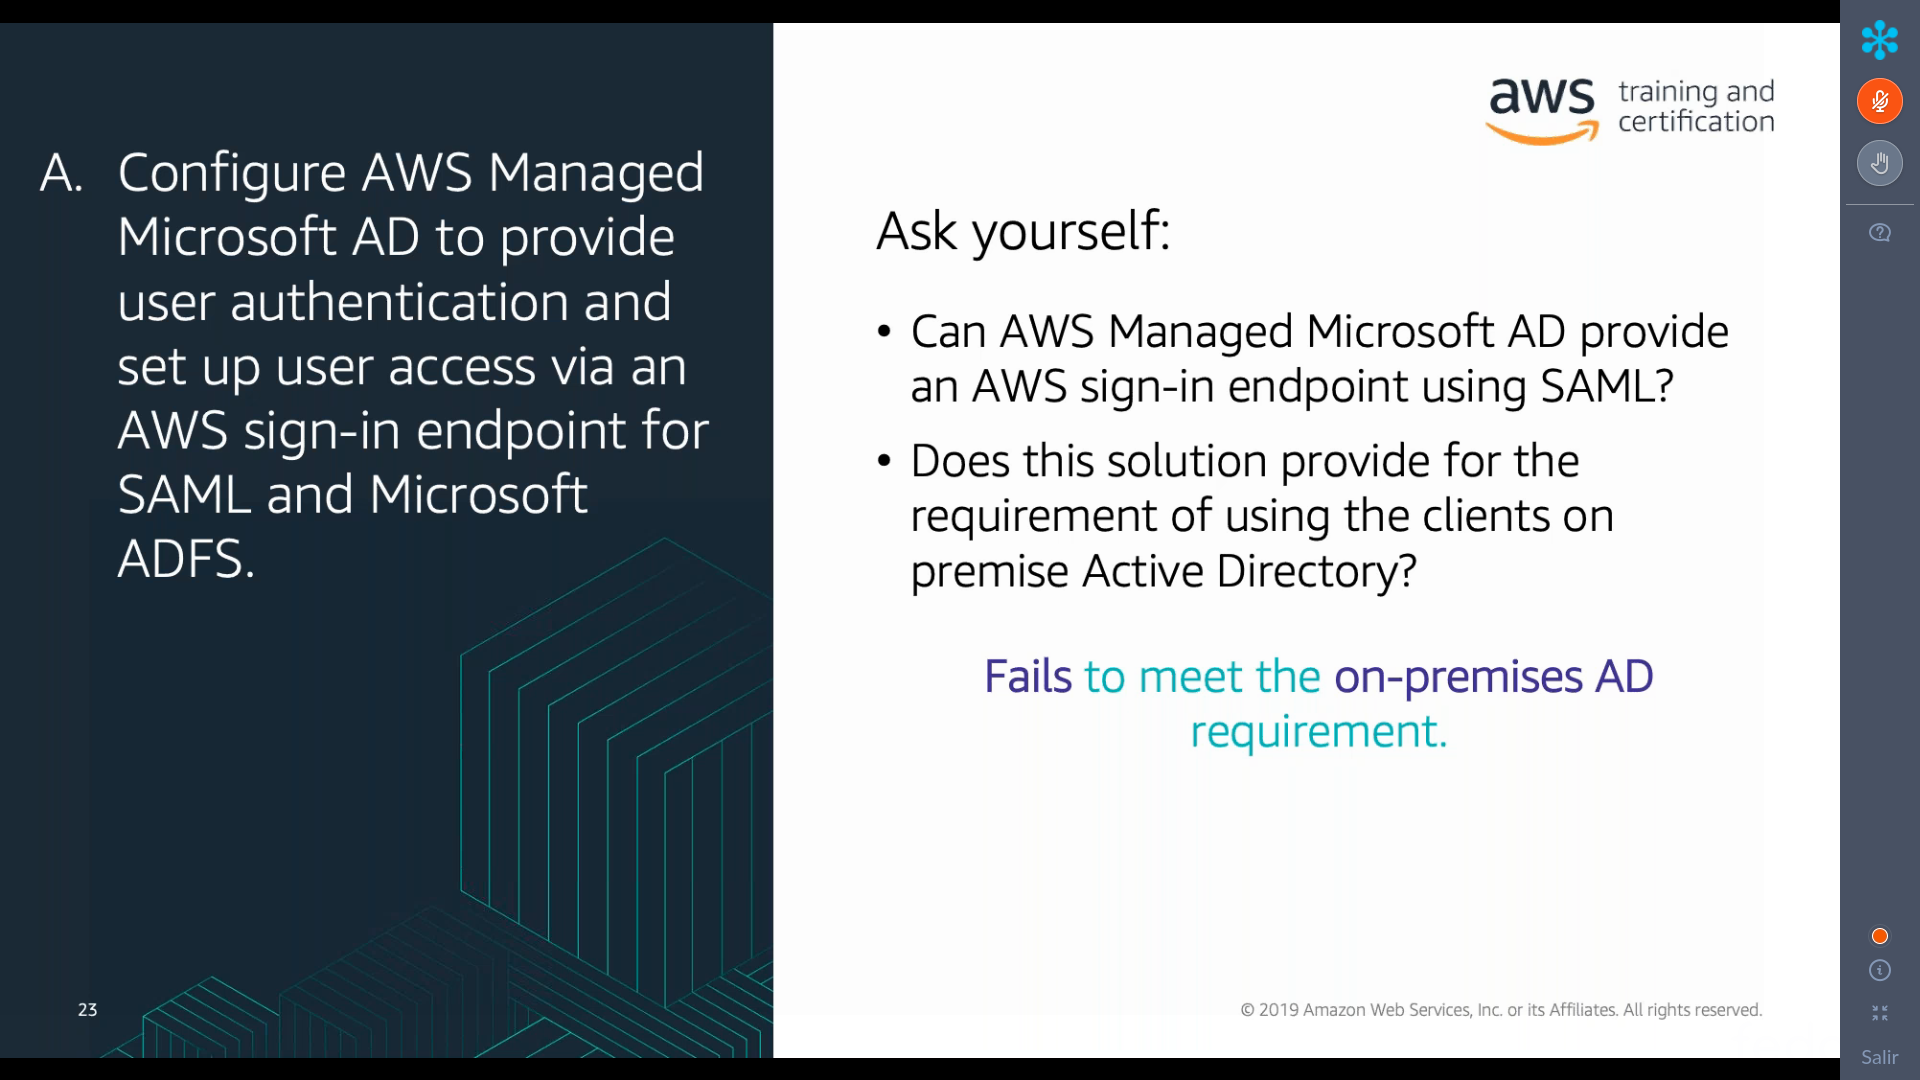 A. Configure AWS Managed
Microsoft AD to provide
user authentication and
set up user access via an
AWS sign-in endpoint for
SAML and Microsoft
ADFS.
23
aws training and
certification
Ask yourself:
• Can AWS Managed Microsoft AD provide
an AWS sign-in endpoint using SAML?
• Does this solution provide for the
requirement of using the clients on
premise Active Directory?
Fails to meet the on-premises AD
requirement.
© 2019 Amazon Web Services, Inc. or its Affiliates. All rights reserved.
Salir